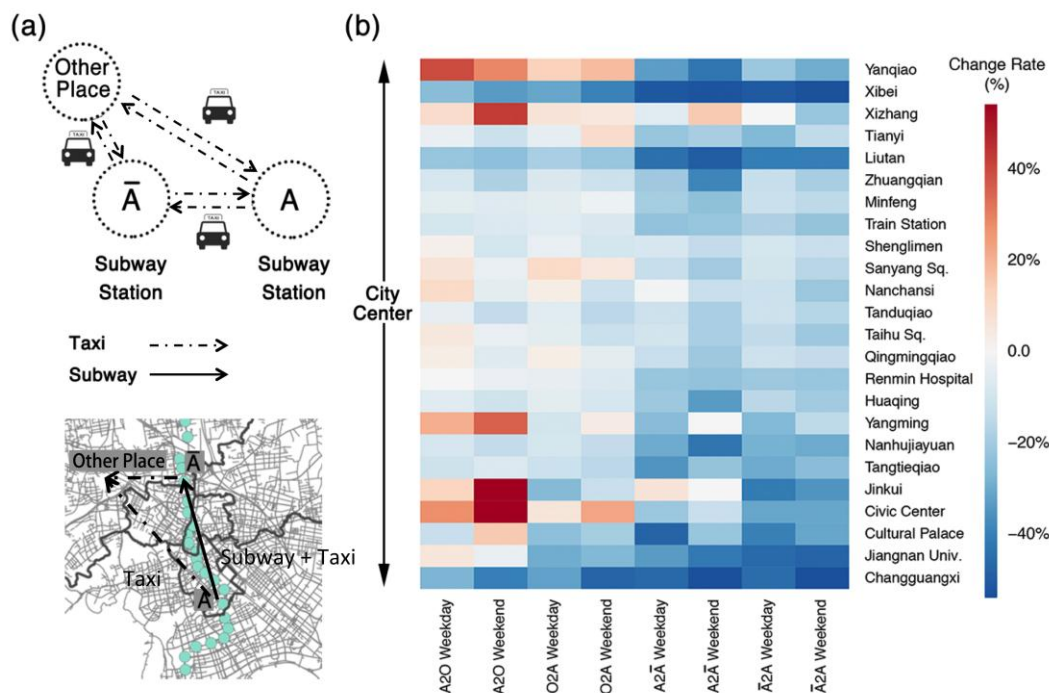 (a)
Other
Place
TAXI
TAXI
Ā
A
TAXI
Subway
Station
Subway
Station
Taxi
Subway
Other Place
Ā
Subway + Taxi
Taxi
A
(b)
City
Center
Yanqiao
Xibei
Xizhang
Tianyi
Liutan
Zhuangqian
Minfeng
Train Station
Shenglimen
Sanyang Sq.
Nanchansi
Tanduqiao
Taihu Sq.
Qingmingqiao
Renmin Hospital
Huaqing
Yangming
Nanhujiayuan
Tangtieqiao
Jinkui
Civic Center
Cultural Palace
Jiangnan Univ.
Changguangxi
A2O Weekday
A2O Weekend
O2A Weekday
O2A Weekend
A2Ā Weekday
A2Ā Weekend
Ā2A Weekday
Ā2A Weekend
Change Rate
(%)
40%
20%
0.0
−20%
−40%